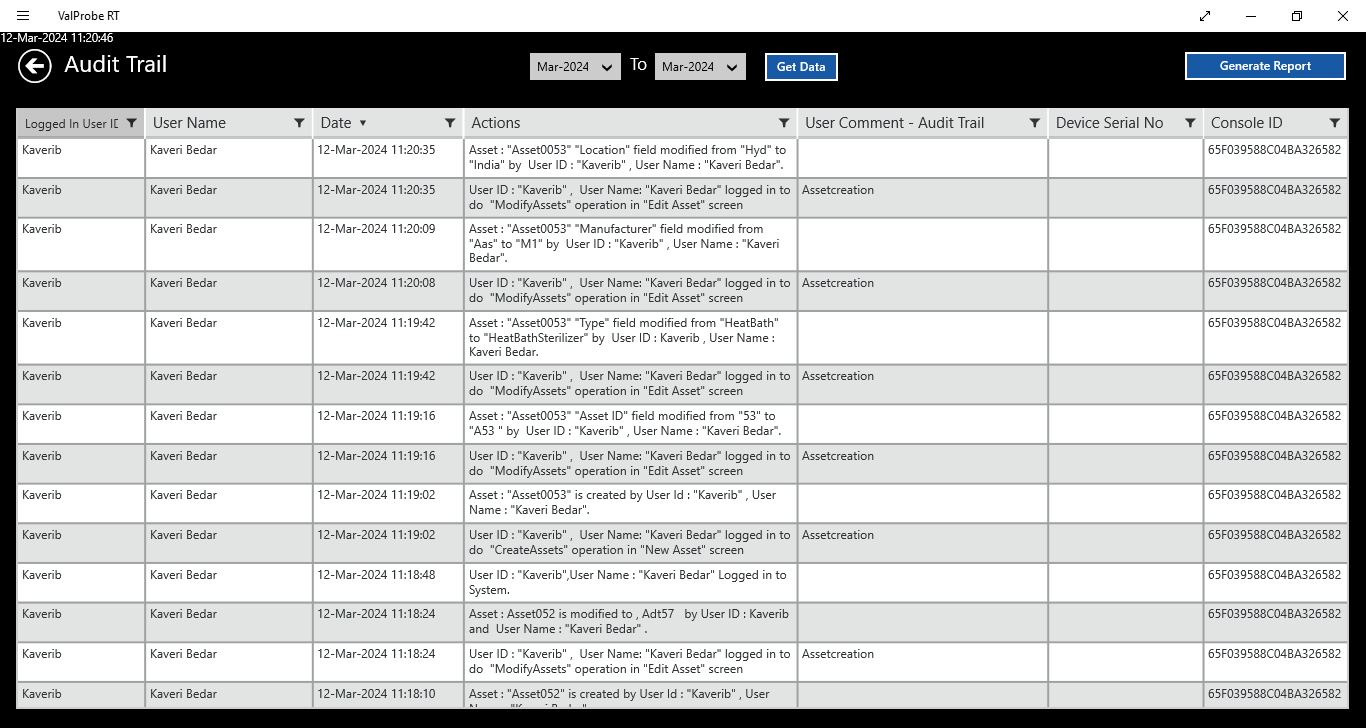 ValProbe RT
12-Mar-2024 11:20:46
Audit Trail
Mar-2024 To Mar-2024 Get Data Generate Report
Logged In User ID User Name Date Actions User Comment - Audit Trail Device Serial No Console ID
Kaverib Kaveri Bedar 12-Mar-2024 11:20:35 Asset : "Asset0053" "Location" field modified from "Hyd" to 65F039588C04BA326582
"India" by User ID : "Kaverib" , User Name : "Kaveri Bedar".
Kaverib Kaveri Bedar 12-Mar-2024 11:20:35 User ID : "Kaverib" , User Name: "Kaveri Bedar" logged in to Assetcreation 65F039588C04BA326582
do "ModifyAssets" operation in "Edit Asset" screen
Kaverib Kaveri Bedar 12-Mar-2024 11:20:09 Asset : "Asset0053" "Manufacturer" field modified from 65F039588C04BA326582
"Aas" to "M1" by User ID : "Kaverib" , User Name : "Kaveri
Bedar".
Kaverib Kaveri Bedar 12-Mar-2024 11:20:08 User ID : "Kaverib" , User Name: "Kaveri Bedar" logged in to Assetcreation 65F039588C04BA326582
do "ModifyAssets" operation in "Edit Asset" screen
Kaverib Kaveri Bedar 12-Mar-2024 11:19:42 Asset : "Asset0053" "Type" field modified from "HeatBath" 65F039588C04BA326582
to "HeatBathSterilizer" by User ID : Kaverib , User Name :
Kaveri Bedar.
Kaverib Kaveri Bedar 12-Mar-2024 11:19:42 User ID : "Kaverib" , User Name: "Kaveri Bedar" logged in to Assetcreation 65F039588C04BA326582
do "ModifyAssets" operation in "Edit Asset" screen
Kaverib Kaveri Bedar 12-Mar-2024 11:19:16 Asset : "Asset0053" "Asset ID" field modified from "53" to 65F039588C04BA326582
"A53 " by User ID : "Kaverib" , User Name : "Kaveri Bedar".
Kaverib Kaveri Bedar 12-Mar-2024 11:19:16 User ID : "Kaverib" , User Name: "Kaveri Bedar" logged in to Assetcreation 65F039588C04BA326582
do "ModifyAssets" operation in "Edit Asset" screen
Kaverib Kaveri Bedar 12-Mar-2024 11:19:02 Asset : "Asset0053" is created by User Id : "Kaverib" , User 65F039588C04BA326582
Name : "Kaveri Bedar".
Kaverib Kaveri Bedar 12-Mar-2024 11:19:02 User ID : "Kaverib" , User Name: "Kaveri Bedar" logged in to Assetcreation 65F039588C04BA326582
do "CreateAssets" operation in "New Asset" screen
Kaverib Kaveri Bedar 12-Mar-2024 11:18:48 User ID : "Kaverib",User Name : "Kaveri Bedar" Logged in to 65F039588C04BA326582
System.
Kaverib Kaveri Bedar 12-Mar-2024 11:18:24 Asset : Asset052 is modified to , Adt57 by User ID : Kaverib 65F039588C04BA326582
and User Name : "Kaveri Bedar" .
Kaverib Kaveri Bedar 12-Mar-2024 11:18:24 User ID : "Kaverib" , User Name: "Kaveri Bedar" logged in to Assetcreation 65F039588C04BA326582
do "ModifyAssets" operation in "Edit Asset" screen
Kaverib Kaveri Bedar 12-Mar-2024 11:18:10 Asset : "Asset052" is created by User Id : "Kaverib" , User 65F039588C04BA326582